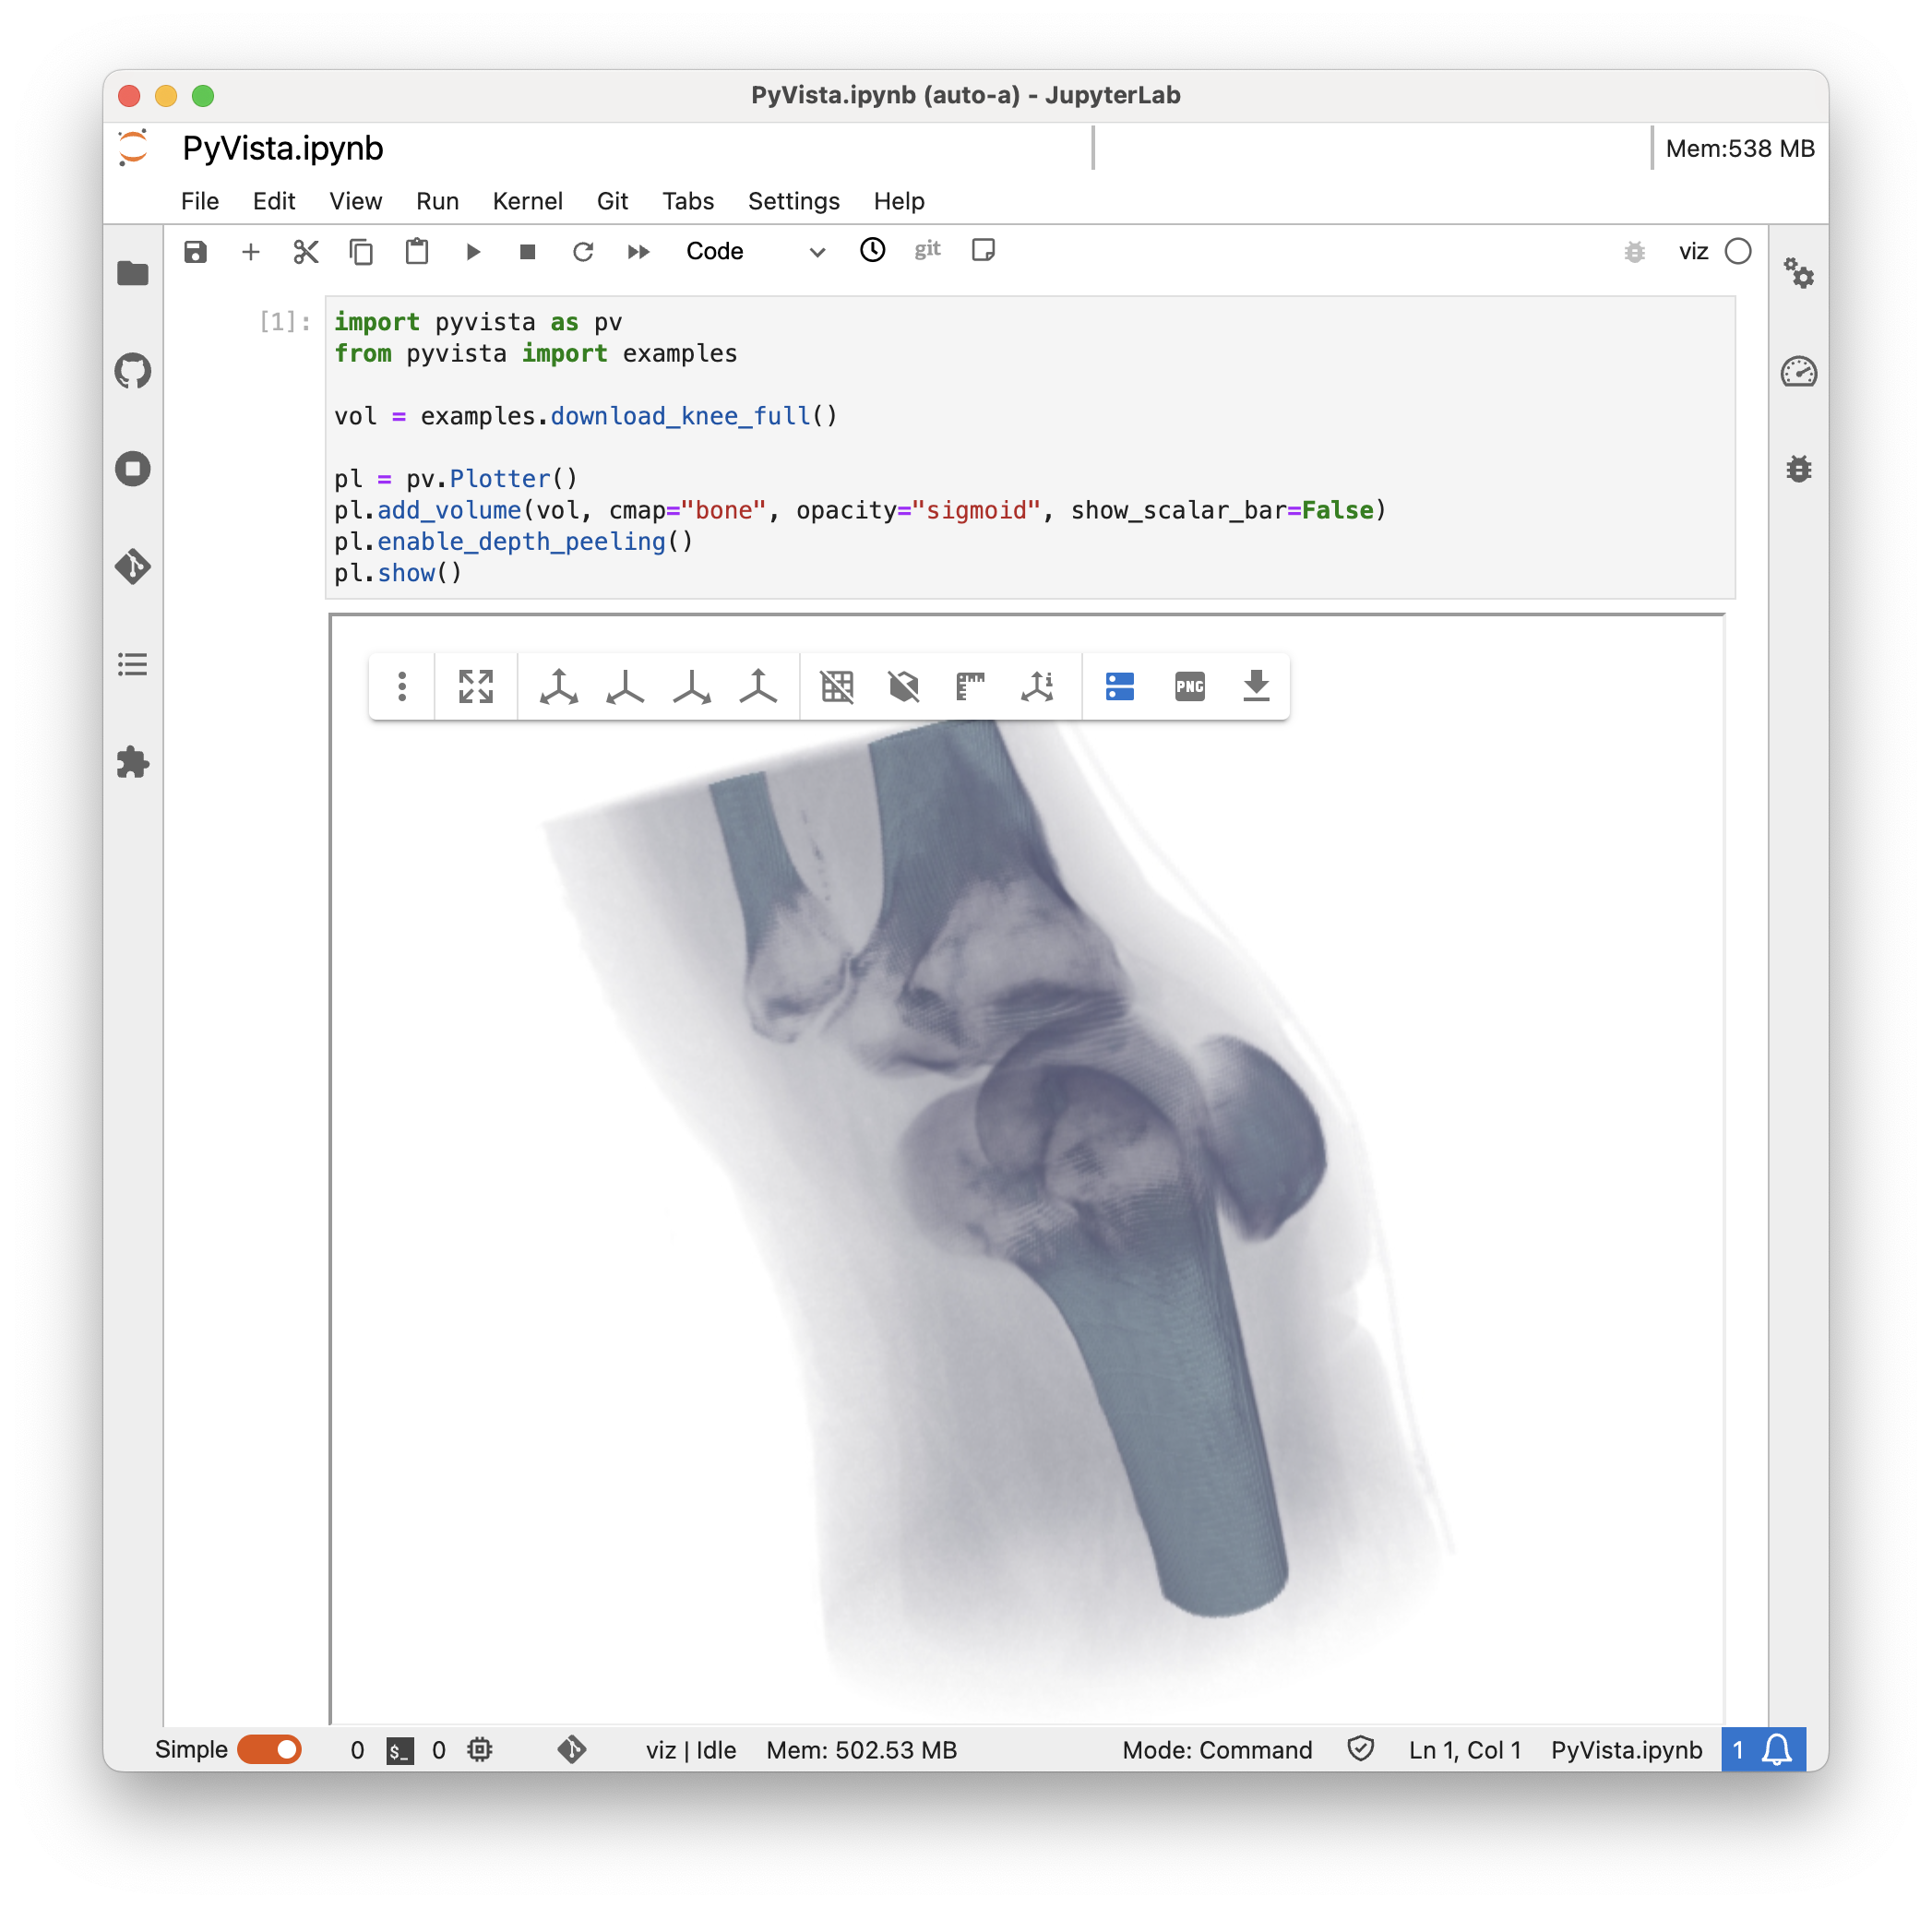 PyVista.ipynb (auto-a) - JupyterLab
PyVista.ipynb
Mem:538 MB
File Edit View Run Kernel Git Tabs Settings Help
Code git viz
[1]:
import pyvista as pv
from pyvista import examples
vol = examples.download_knee_full()
pl = pv.Plotter()
pl.add_volume(vol, cmap="bone", opacity="sigmoid", show_scalar_bar=False)
pl.enable_depth_peeling()
pl.show()
i PNG
Simple 0 $_ 0 viz | Idle Mem: 502.53 MB Mode: Command Ln 1, Col 1 PyVista.ipynb 1